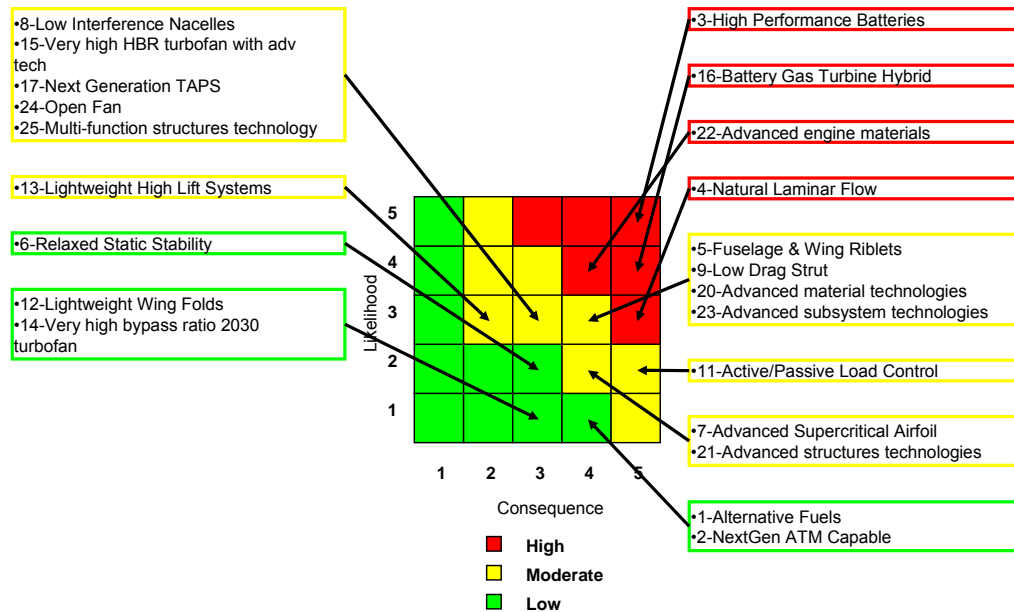 •8-Low Interference Nacelles
•15-Very high HBR turbofan with adv
tech
•17-Next Generation TAPS
•24-Open Fan
•25-Multi-function structures technology
•13-Lightweight High Lift Systems
•6-Relaxed Static Stability
•12-Lightweight Wing Folds
•14-Very high bypass ratio 2030
turbofan
•3-High Performance Batteries
•16-Battery Gas Turbine Hybrid
•22-Advanced engine materials
•4-Natural Laminar Flow
•5-Fuselage & Wing Riblets
•9-Low Drag Strut
•20-Advanced material technologies
•23-Advanced subsystem technologies
•11-Active/Passive Load Control
•7-Advanced Supercritical Airfoil
•21-Advanced structures technologies
•1-Alternative Fuels
•2-NextGen ATM Capable
Likelihood
5
4
3
2
1
1 2 3 4 5
Consequence
High
Moderate
Low